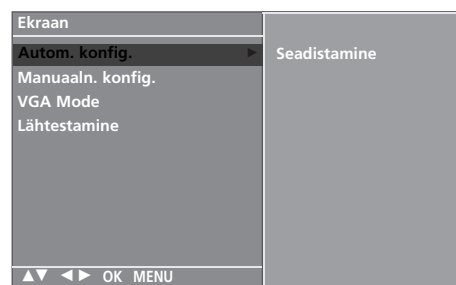 Ekraan
Autom. konfig. ►
Seadistamine
Manuaaln. konfig.
VGA Mode
Lähtestamine
▲▼ ◄► OK MENU